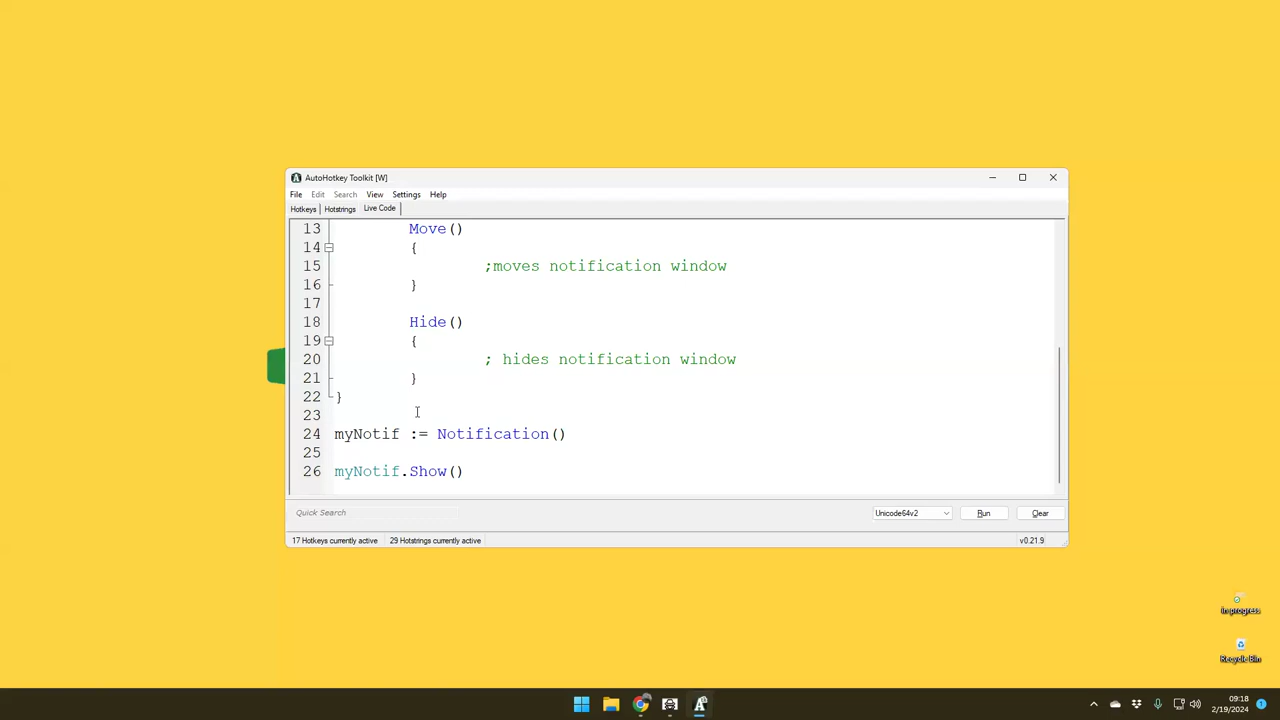 AutoHotkey Toolkit [W]
File Edit Search View Settings Help
Hotkeys Hotstrings Live Code
13 Move()
14 {
15 ;moves notification window
16 }
17
18 Hide()
19 {
20 ; hides notification window
21 }
22 }
23
24 myNotif := Notification()
25
26 myNotif.Show()
Quick Search Unicode64v2 Run Clear
17 Hotkeys currently active 29 Hotstrings currently active v0.21.9
in progress
Recycle Bin
09:18
2/19/2024